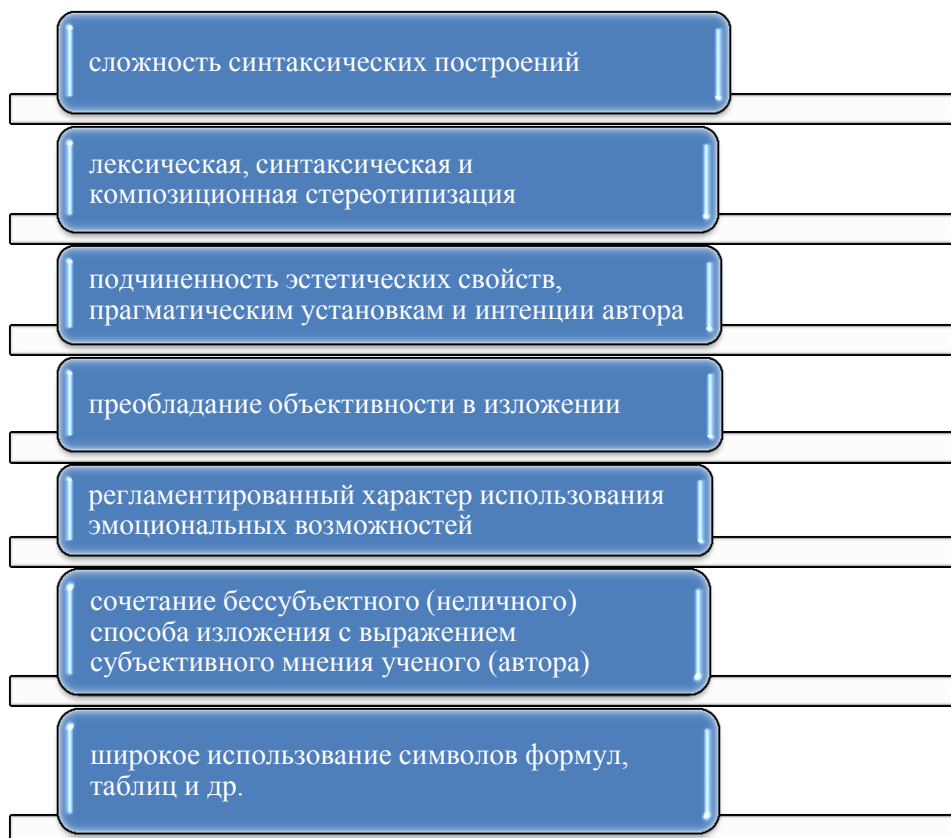 сложность синтаксических построений
лексическая, синтаксическая и
композиционная стереотипизация
подчиненность эстетических свойств,
прагматическим установкам и интенции автора
преобладание объективности в изложении
регламентированный характер использования
эмоциональных возможностей
сочетание бессубъектного (неличного)
способа изложения с выражением
субъективного мнения ученого (автора)
широкое использование символов формул,
таблиц и др.